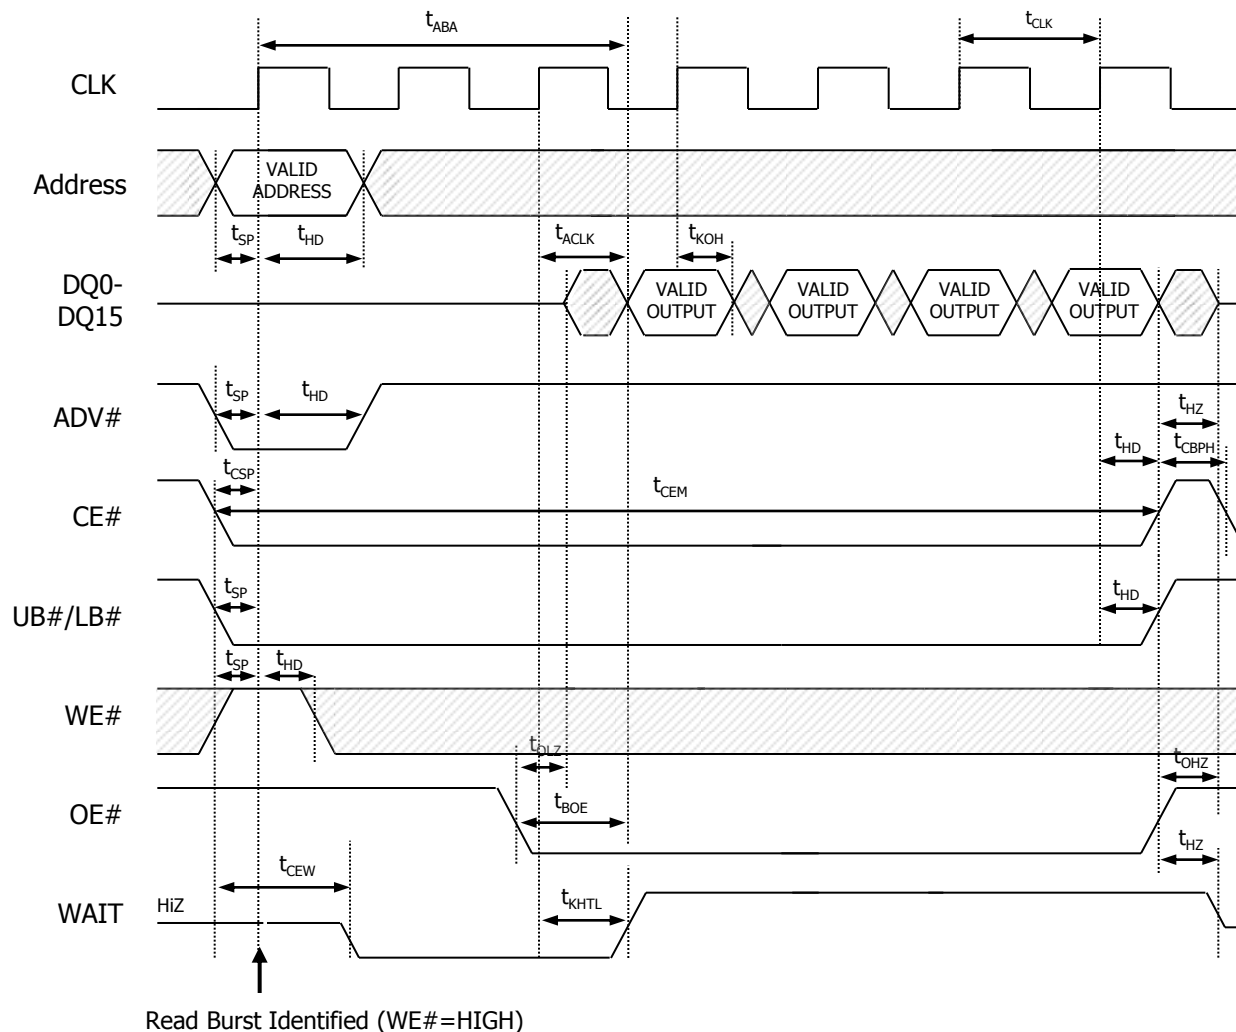 tABA
tCLK
CLK
VALID
ADDRESS
Address
tSP
tHD
tACLK
tKOH
DQ0-
DQ15
VALID
OUTPUT
VALID
OUTPUT
VALID
OUTPUT
VALID
OUTPUT
ADV#
tSP
tHD
tHZ
tHD
tCBPH
tCSP
tCEM
CE#
UB#/LB#
tSP
tHD
tSP
tHD
WE#
tOLZ
tOHZ
OE#
tBOE
tHZ
tCEW
WAIT
HiZ
tKHTL
Read Burst Identified (WE#=HIGH)